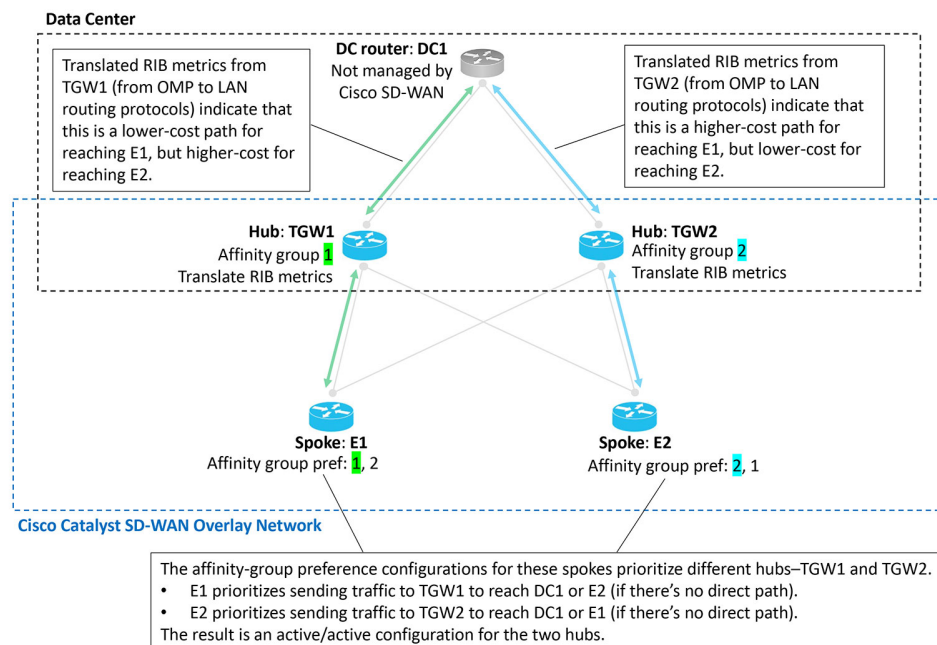 Data Center
DC router: DC1
Not managed by
Cisco SD-WAN
Translated RIB metrics from
TGW1 (from OMP to LAN
routing protocols) indicate that
this is a lower-cost path for
reaching E1, but higher-cost for
reaching E2.
Translated RIB metrics from
TGW2 (from OMP to LAN
routing protocols) indicate that
this is a higher-cost path for
reaching E1, but lower-cost for
reaching E2.
Hub: TGW1
Affinity group 1
Translate RIB metrics
Hub: TGW2
Affinity group 2
Translate RIB metrics
Spoke: E1
Affinity group pref: 1, 2
Spoke: E2
Affinity group pref: 2, 1
Cisco Catalyst SD-WAN Overlay Network
The affinity-group preference configurations for these spokes prioritize different hubs–TGW1 and TGW2.
• E1 prioritizes sending traffic to TGW1 to reach DC1 or E2 (if there's no direct path).
• E2 prioritizes sending traffic to TGW2 to reach DC1 or E1 (if there's no direct path).
The result is an active/active configuration for the two hubs.